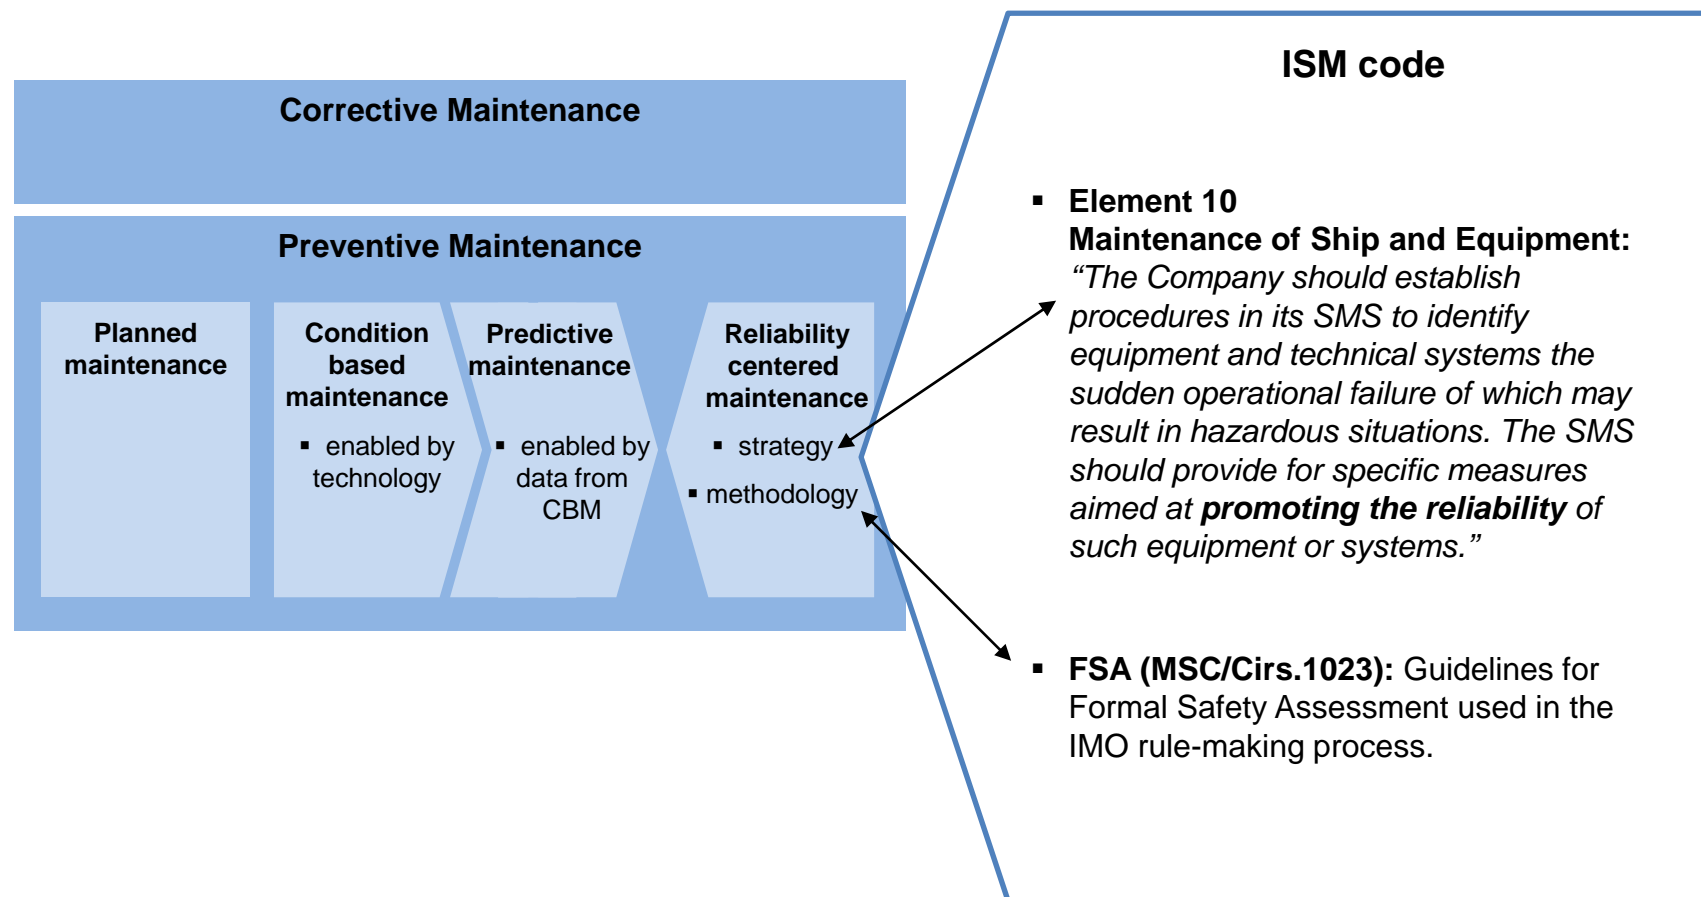 Corrective Maintenance
Preventive Maintenance
Planned
maintenance
Condition
based
maintenance
▪ enabled by
technology
Predictive
maintenance
▪ enabled by
data from
CBM
Reliability
centered
maintenance
▪ strategy
▪ methodology
ISM code
▪ Element 10
Maintenance of Ship and Equipment:
“The Company should establish
procedures in its SMS to identify
equipment and technical systems the
sudden operational failure of which may
result in hazardous situations. The SMS
should provide for specific measures
aimed at promoting the reliability of
such equipment or systems.”
▪ FSA (MSC/Cirs.1023): Guidelines for
Formal Safety Assessment used in the
IMO rule-making process.